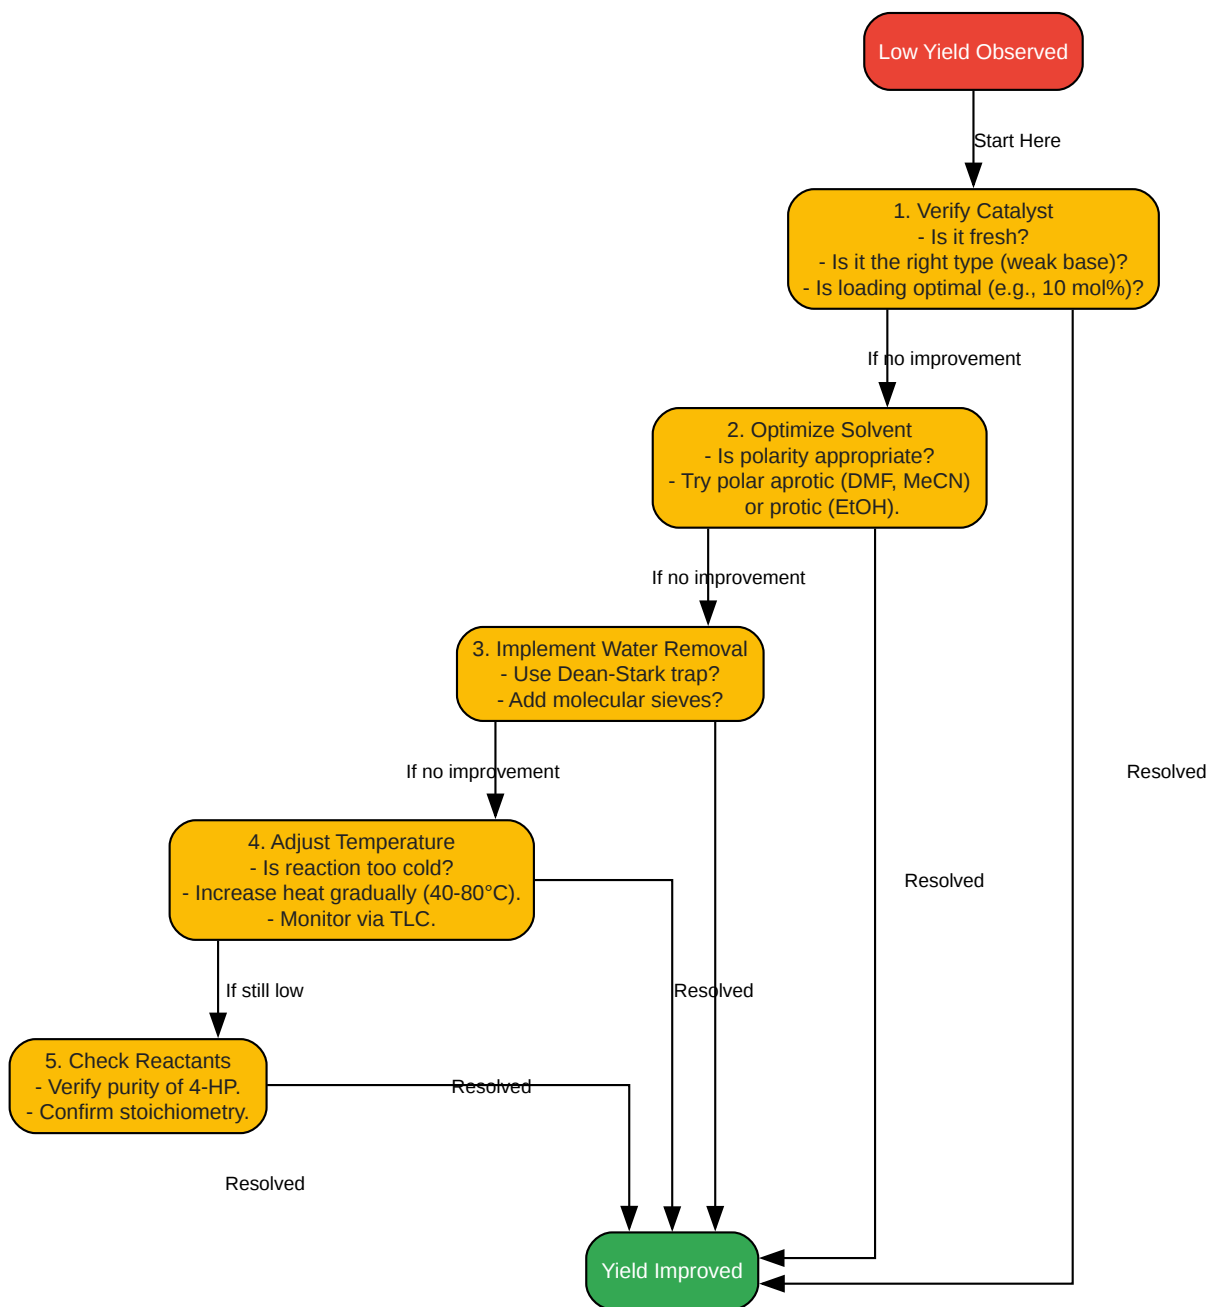 Low Yield Observed
Start Here
1. Verify Catalyst
- Is it fresh?
- Is it the right type (weak base)?
- Is loading optimal (e.g., 10 mol%)?
If no improvement
2. Optimize Solvent
- Is polarity appropriate?
- Try polar aprotic (DMF, MeCN)
or protic (EtOH).
If no improvement
3. Implement Water Removal
- Use Dean-Stark trap?
- Add molecular sieves?
If no improvement
Resolved
4. Adjust Temperature
- Is reaction too cold?
- Increase heat gradually (40-80°C).
- Monitor via TLC.
Resolved
If still low
Resolved
5. Check Reactants
- Verify purity of 4-HP.
- Confirm stoichiometry.
Resolved
Resolved
Yield Improved